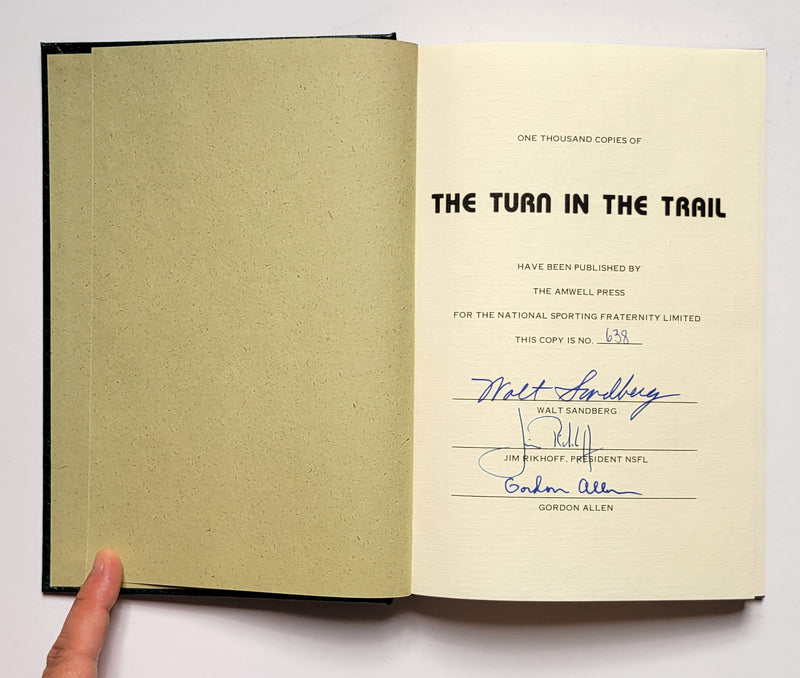 ONE THOUSAND COPIES OF
THE TURN IN THE TRAIL
HAVE BEEN PUBLISHED BY
THE AMWELL PRESS
FOR THE NATIONAL SPORTING FRATERNITY LIMITED
THIS COPY IS NO. 638
Walt Sandberg
WALT SANDBERG
Jim Rikhoff
JIM RIKHOFF, PRESIDENT NSFL
Gordon Allen
GORDON ALLEN